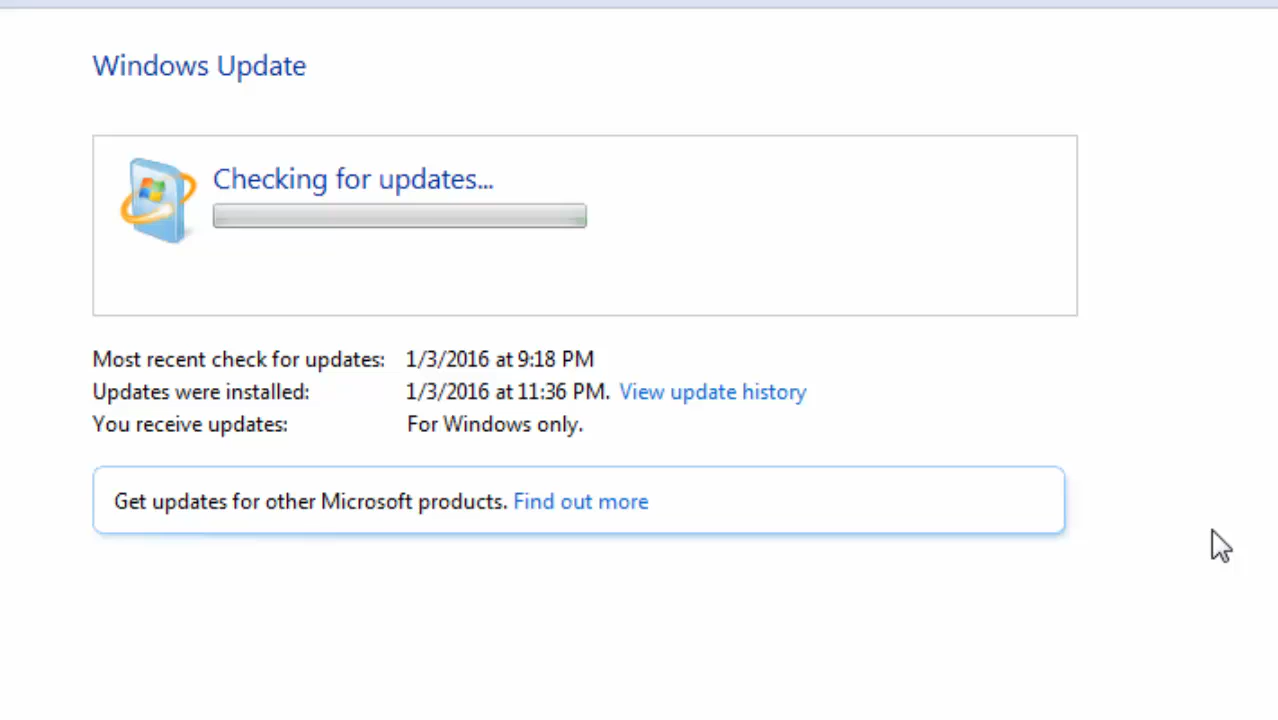 Windows Update
Checking for updates...
Most recent check for updates: 1/3/2016 at 9:18 PM
Updates were installed: 1/3/2016 at 11:36 PM. View update history
You receive updates: For Windows only.
Get updates for other Microsoft products. Find out more